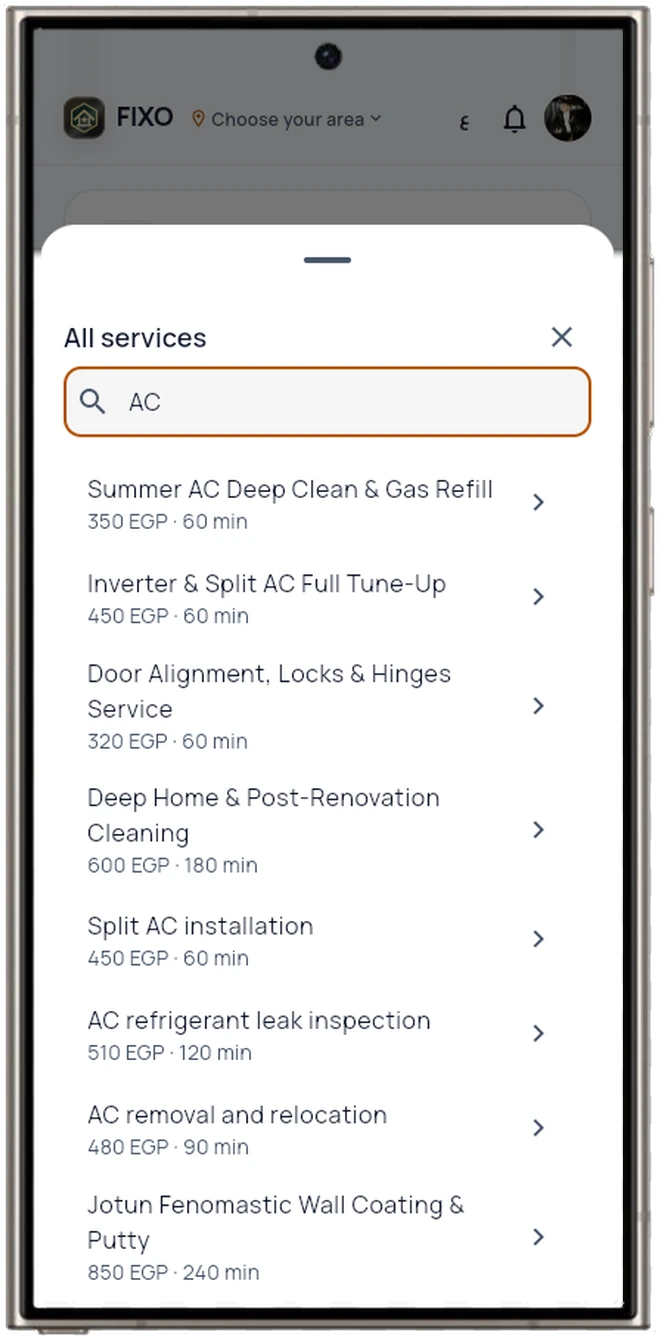 FIXO
Choose your area
ع
All services
AC
Summer AC Deep Clean & Gas Refill
350 EGP · 60 min
Inverter & Split AC Full Tune-Up
450 EGP · 60 min
Door Alignment, Locks & Hinges
Service
320 EGP · 60 min
Deep Home & Post-Renovation
Cleaning
600 EGP · 180 min
Split AC installation
450 EGP · 60 min
AC refrigerant leak inspection
510 EGP · 120 min
AC removal and relocation
480 EGP · 90 min
Jotun Fenomastic Wall Coating &
Putty
850 EGP · 240 min